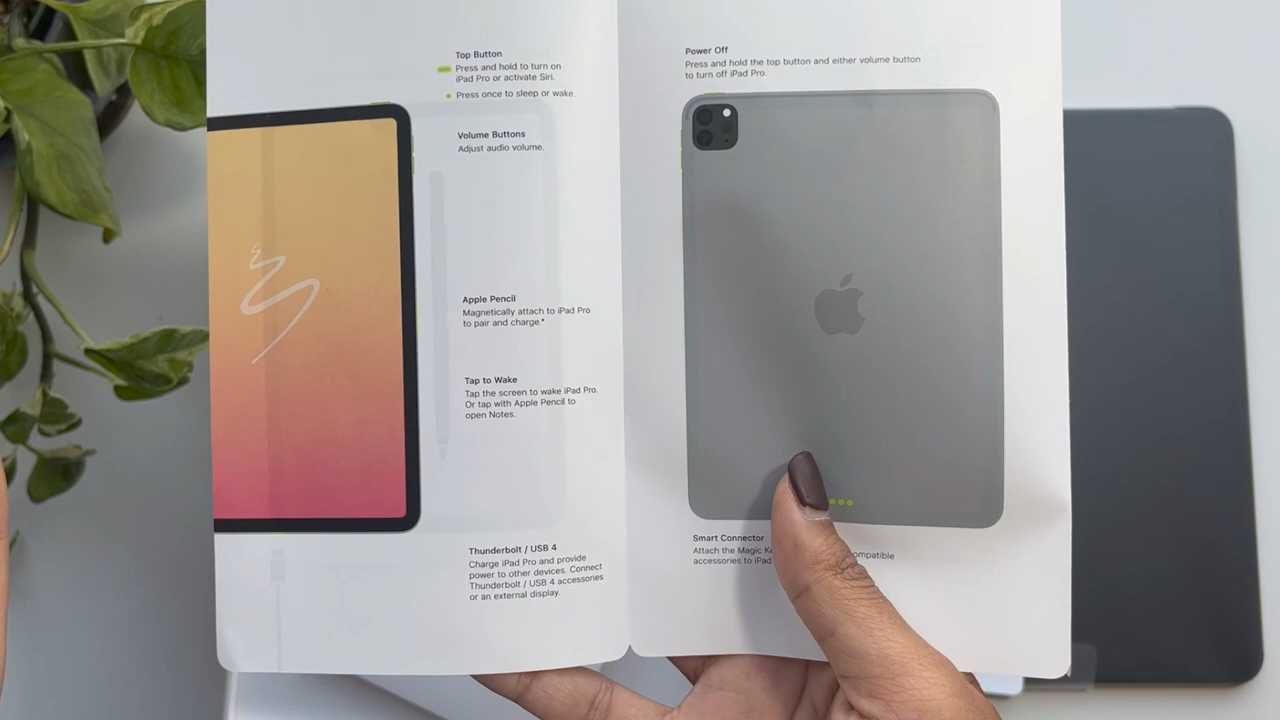 Top Button
Press and hold to turn on
iPad Pro or activate Siri.
Press once to sleep or wake.
Volume Buttons
Adjust audio volume.
Apple Pencil
Magnetically attach to iPad Pro
to pair and charge.*
Tap to Wake
Tap the screen to wake iPad Pro.
Or tap with Apple Pencil to
open Notes.
Thunderbolt / USB 4
Charge iPad Pro and provide
power to other devices. Connect
Thunderbolt / USB 4 accessories
or an external display.
Power Off
Press and hold the top button and either volume button
to turn off iPad Pro.
Smart Connector
Attach the Magic
accessories to iPad